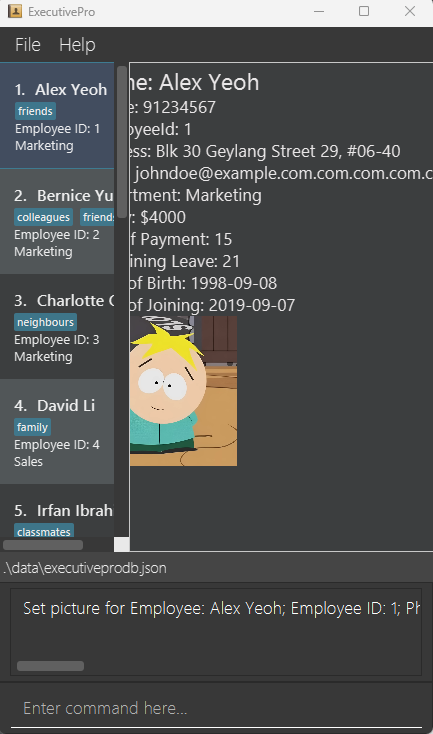 ExecutivePro
File Help
1. Alex Yeoh
friends
Employee ID: 1
Marketing
2. Bernice Yu
colleagues friends
Employee ID: 2
Marketing
3. Charlotte
neighbours
Employee ID: 3
Marketing
4. David Li
family
Employee ID: 4
Sales
5. Irfan Ibrah
classmates
ne: Alex Yeoh
e: 91234567
oyeeId: 1
ess: Blk 30 Geylang Street 29, #06-40
johndoe@example.com.com.com.com.c
rtment: Marketing
y: $4000
of Payment: 15
ining Leave: 21
of Birth: 1998-09-08
of Joining: 2019-09-07
.\data\executiveprodb.json
Set picture for Employee: Alex Yeoh; Employee ID: 1; Ph
Enter command here...